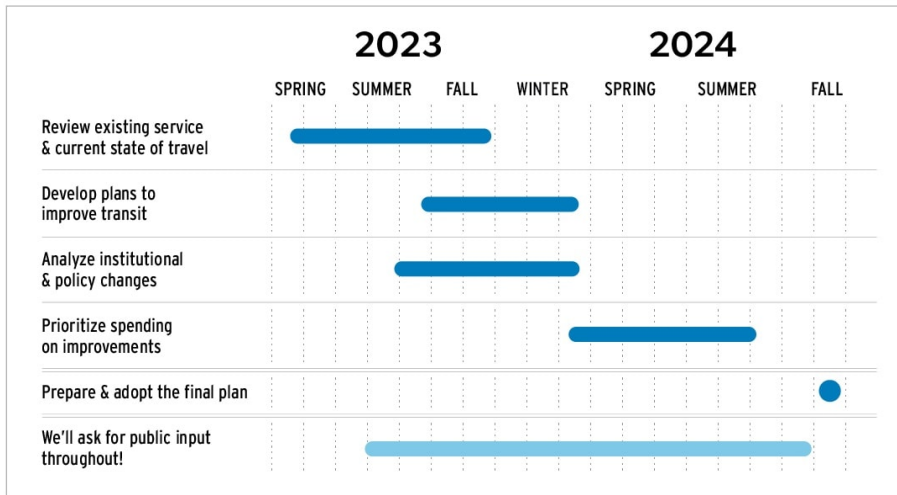 2023 2024
SPRING SUMMER FALL WINTER SPRING SUMMER FALL
Review existing service
& current state of travel
Develop plans to
improve transit
Analyze institutional
& policy changes
Prioritize spending
on improvements
Prepare & adopt the final plan
We'll ask for public input
throughout!